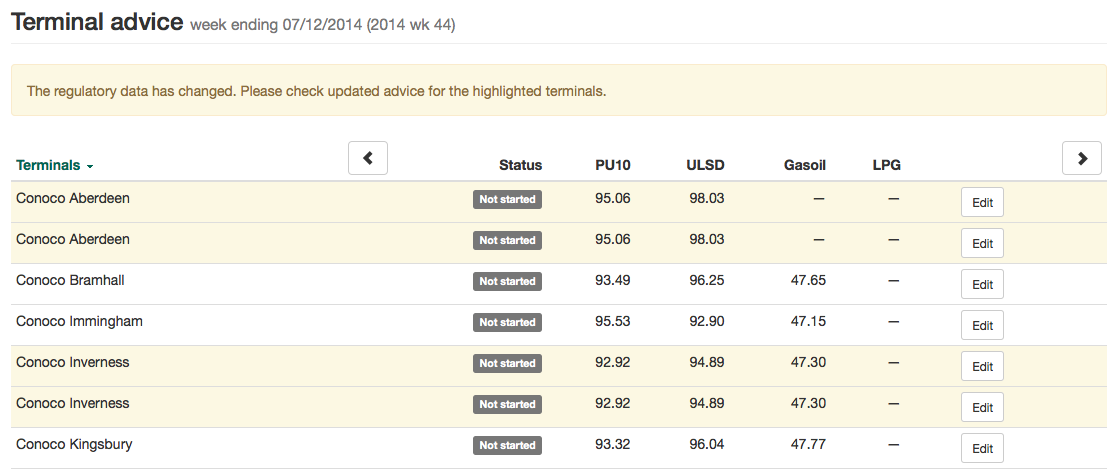 Terminal advice week ending 07/12/2014 (2014 wk 44)
The regulatory data has changed. Please check updated advice for the highlighted terminals.
Terminals Status PU10 ULSD Gasoil LPG
Conoco Aberdeen Not started 95.06 98.03 — — Edit
Conoco Aberdeen Not started 95.06 98.03 — — Edit
Conoco Bramhall Not started 93.49 96.25 47.65 — Edit
Conoco Immingham Not started 95.53 92.90 47.15 — Edit
Conoco Inverness Not started 92.92 94.89 47.30 — Edit
Conoco Inverness Not started 92.92 94.89 47.30 — Edit
Conoco Kingsbury Not started 93.32 96.04 47.77 — Edit